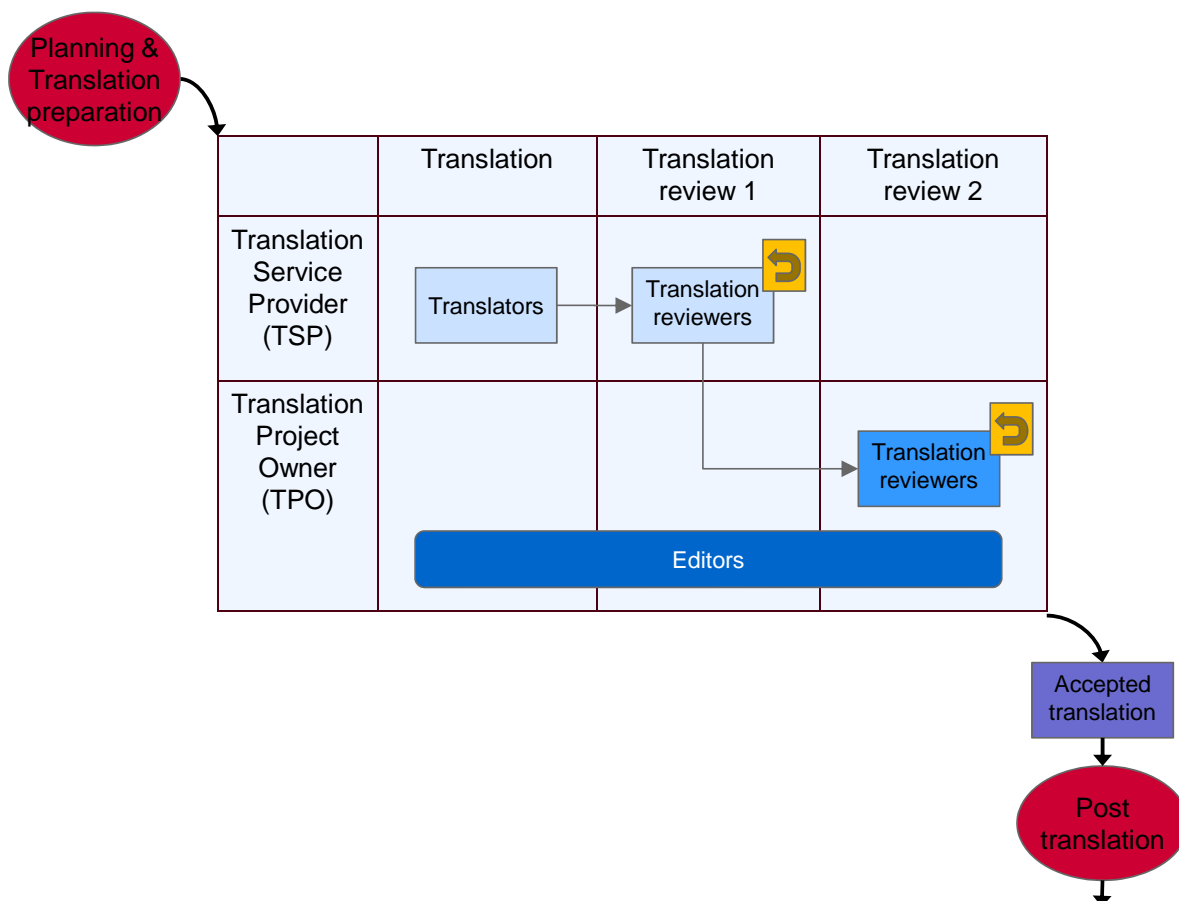 Planning &
Translation
preparation
Translation
Translation
review 1
Translation
review 2
Translation
Service
Provider
(TSP)
Translators
Translation
reviewers
Translation
Project
Owner
(TPO)
Translation
reviewers
Editors
Accepted
translation
Post
translation